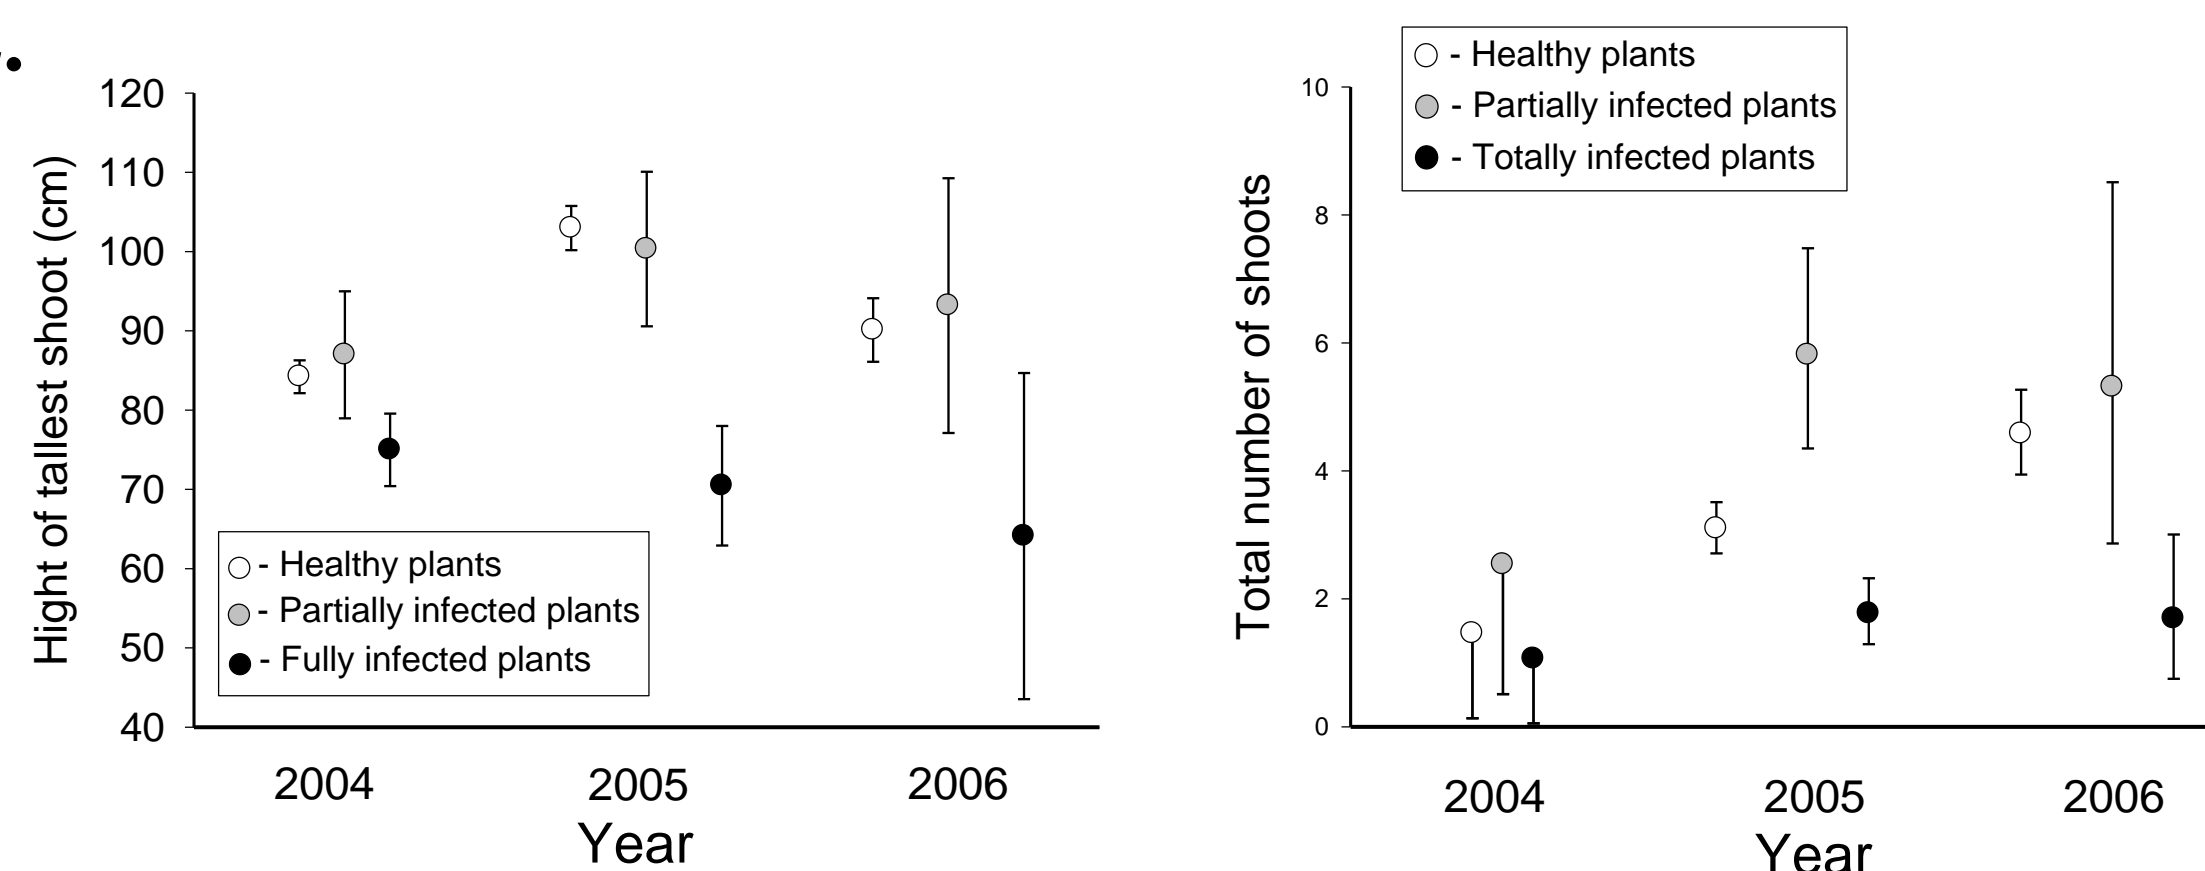 Hight of tallest shoot (cm)
120
110
100
90
80
70
60
50
40
- Healthy plants
- Partially infected plants
- Fully infected plants
2004 2005 2006
Year
Total number of shoots
10
8
6
4
2
0
- Healthy plants
- Partially infected plants
- Totally infected plants
2004 2005 2006
Year